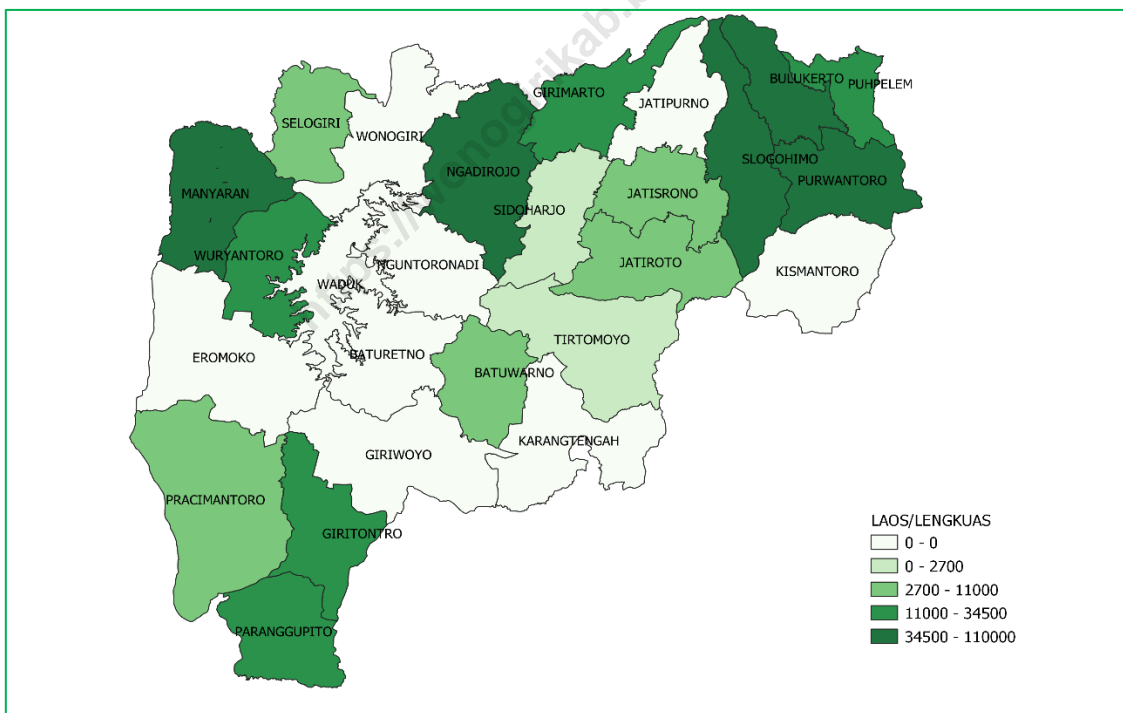 https://wonogirikab.b
BULUKERTO
PUHPELEM
GIRIMARTO
JATIPURNO
SELOGIRI
WONOGIRI
SLOGOHIMO
NGADIROJO
PURWANTORO
MANYARAN
JATISRONO
SIDOHARJO
WURYANTORO
JATIROTO
NGUNTORONADI
KISMANTORO
WADUK
TIRTOMOYO
EROMOKO
BATURETNO
BATUWARNO
KARANGTENGAH
GIRIWOYO
PRACIMANTORO
GIRITONTRO
PARANGGUPITO
LAOS/LENGKUAS
0 - 0
0 - 2700
2700 - 11000
11000 - 34500
34500 - 110000